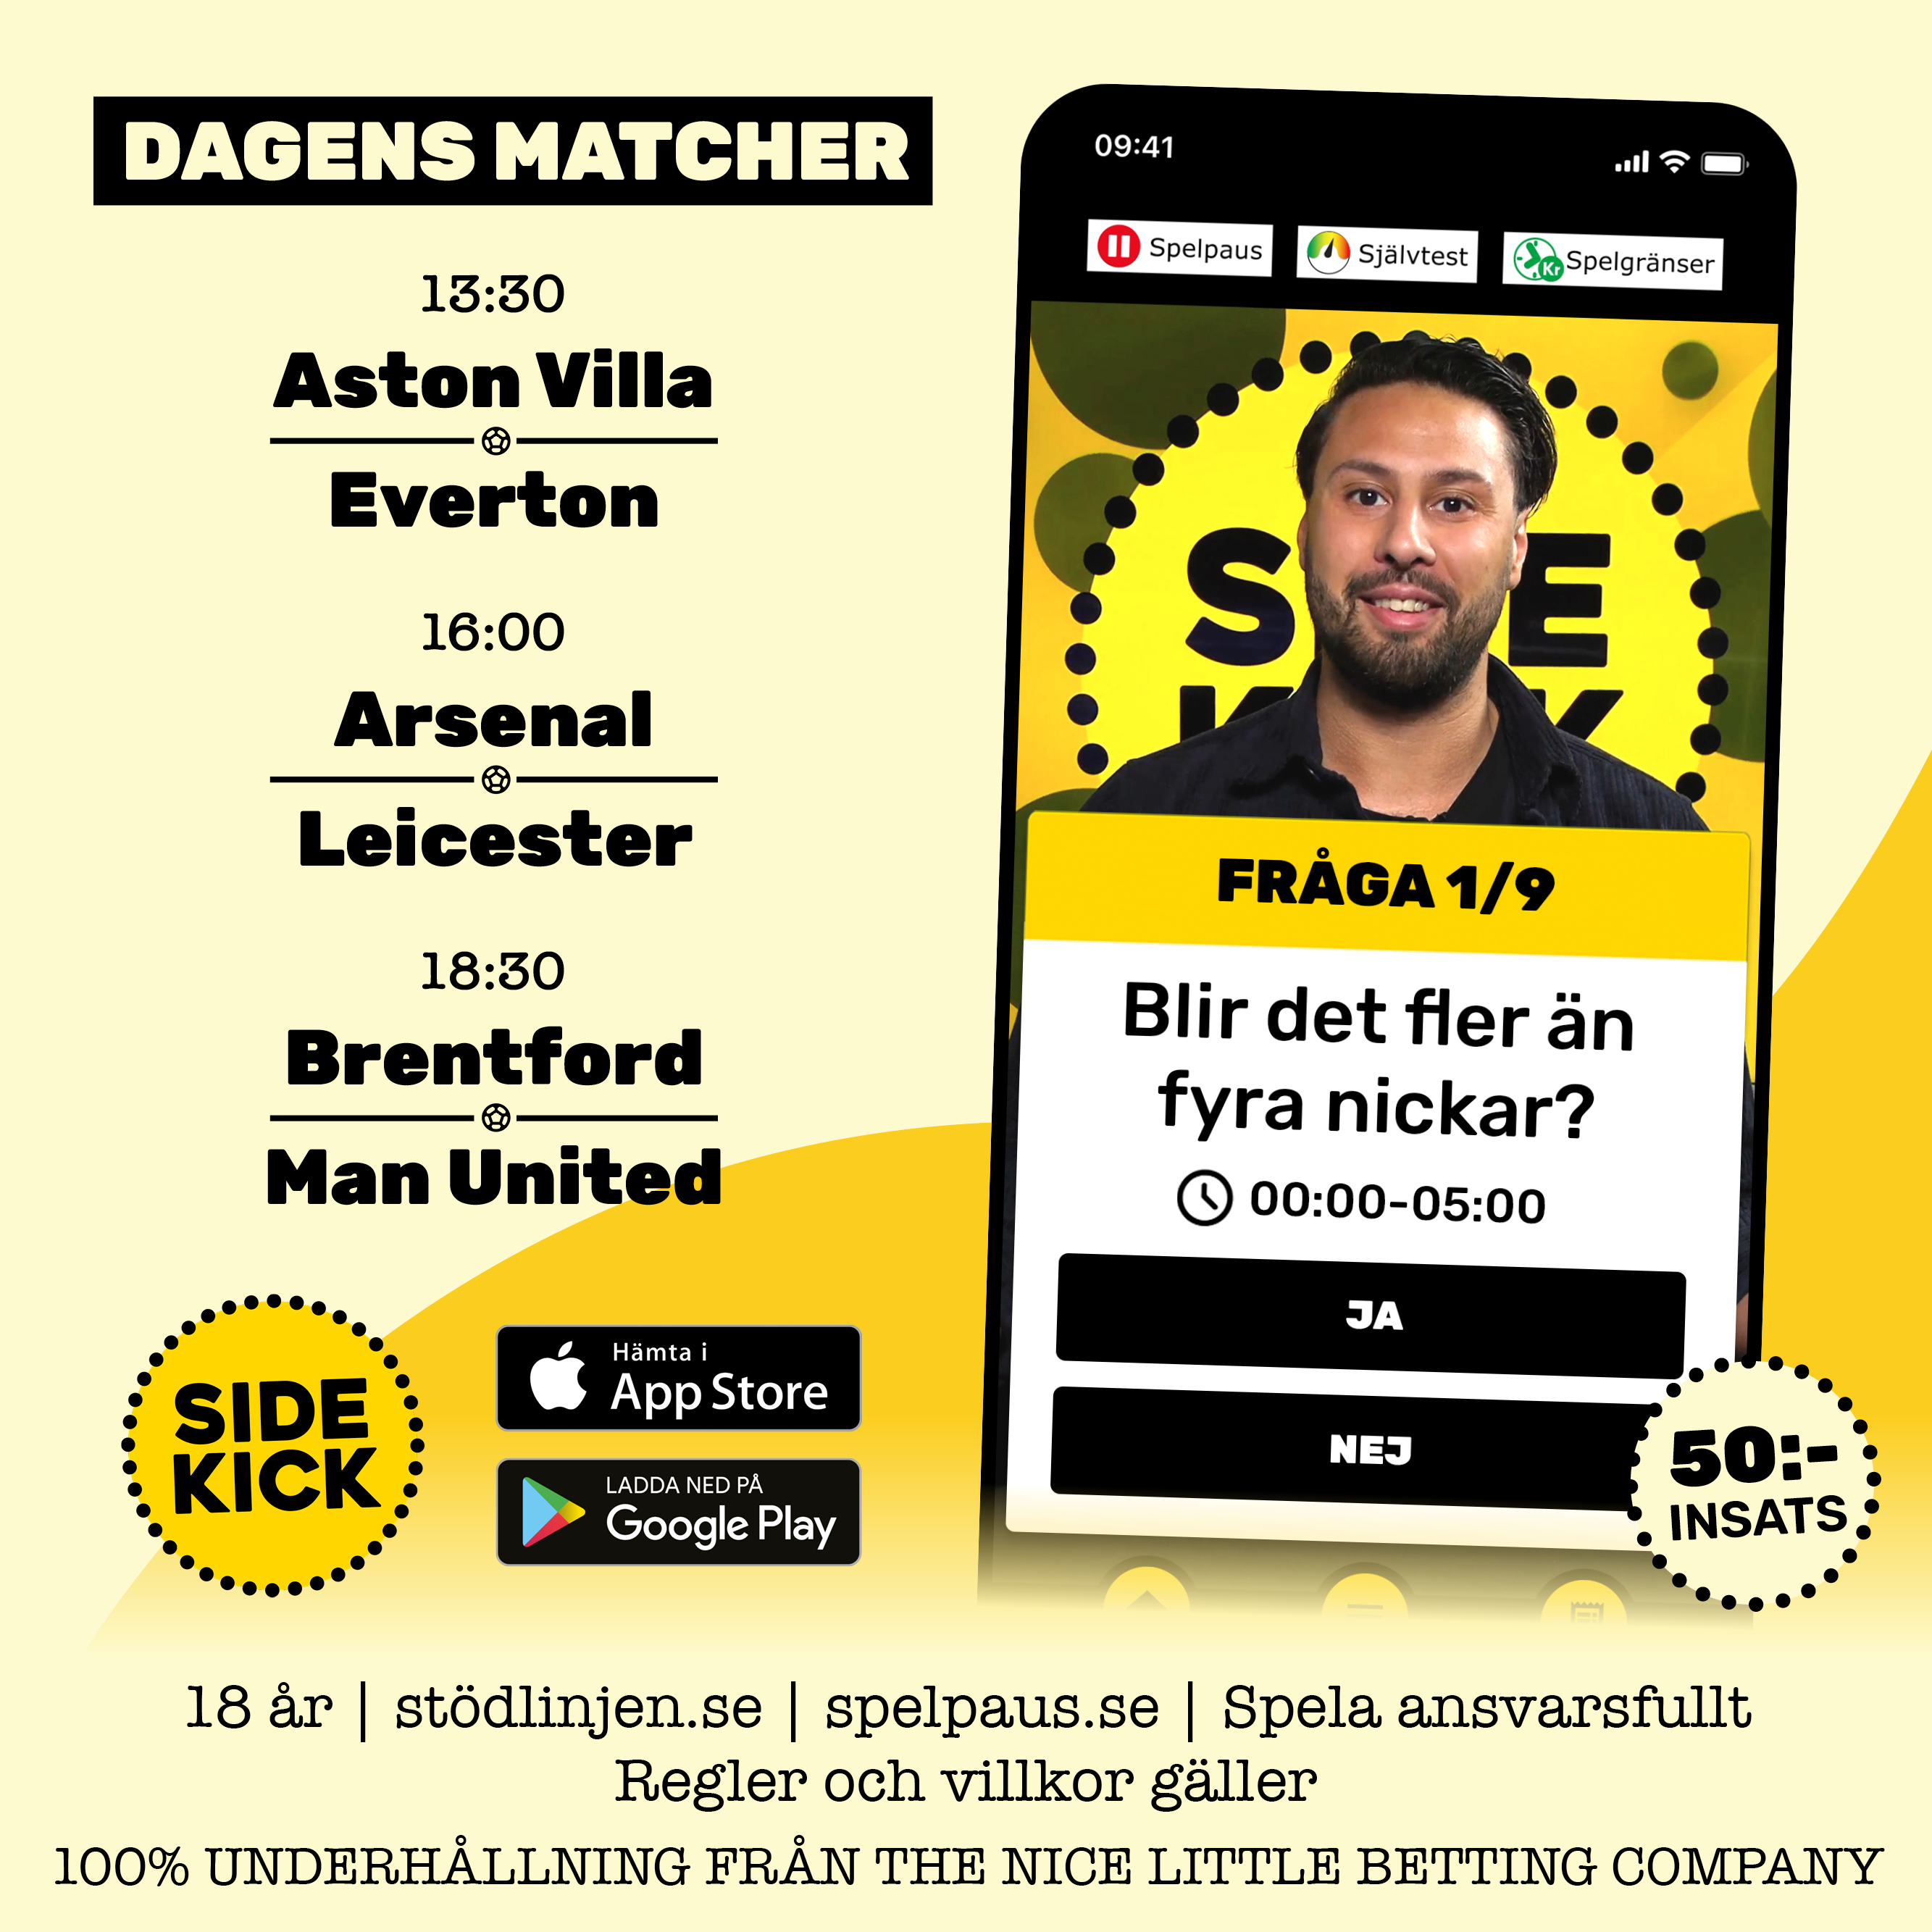 DAGENS MATCHER
13:30
Aston Villa
Everton
16:00
Arsenal
Leicester
18:30
Brentford
Man United
SIDE
KICK
Hämta i
App Store
LADDA NED PÅ
Google Play
09:41
Spelpaus
Självtest
Kr
Spelgränser
S E
K K
FRÅGA 1/9
Blir det fler än
fyra nickar?
00:00-05:00
JA
NEJ
50:-
INSATS
18 år | stödlinjen.se | spelpaus.se | Spela ansvarsfullt
Regler och villkor gäller
100% UNDERHÅLLNING FRÅN THE NICE LITTLE BETTING COMPANY